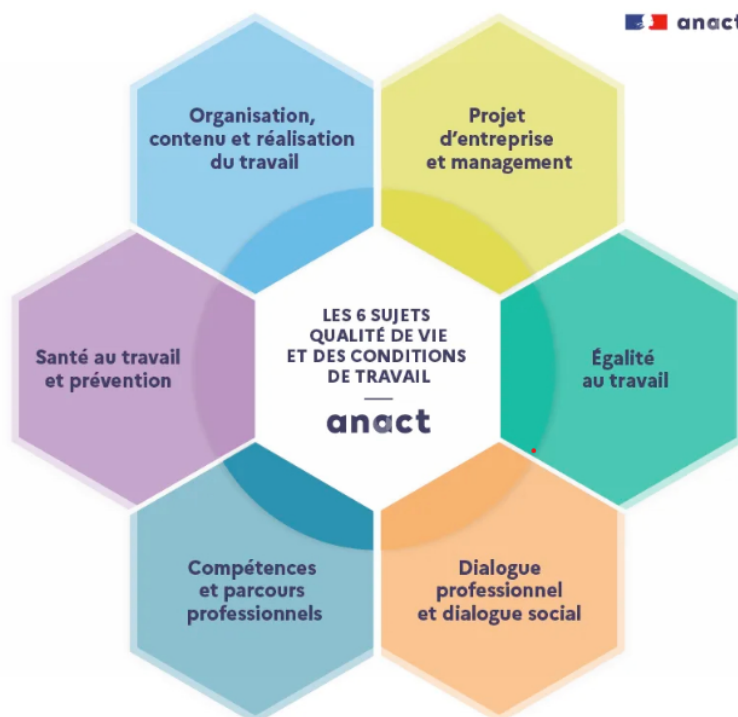 anact
Organisation,
contenu et réalisation
du travail
Projet
d'entreprise
et management
LES 6 SUJETS
QUALITÉ DE VIE
ET DES CONDITIONS
DE TRAVAIL
anact
Santé au travail
et prévention
Égalité
au travail
Compétences
et parcours
professionnels
Dialogue
professionnel
et dialogue social